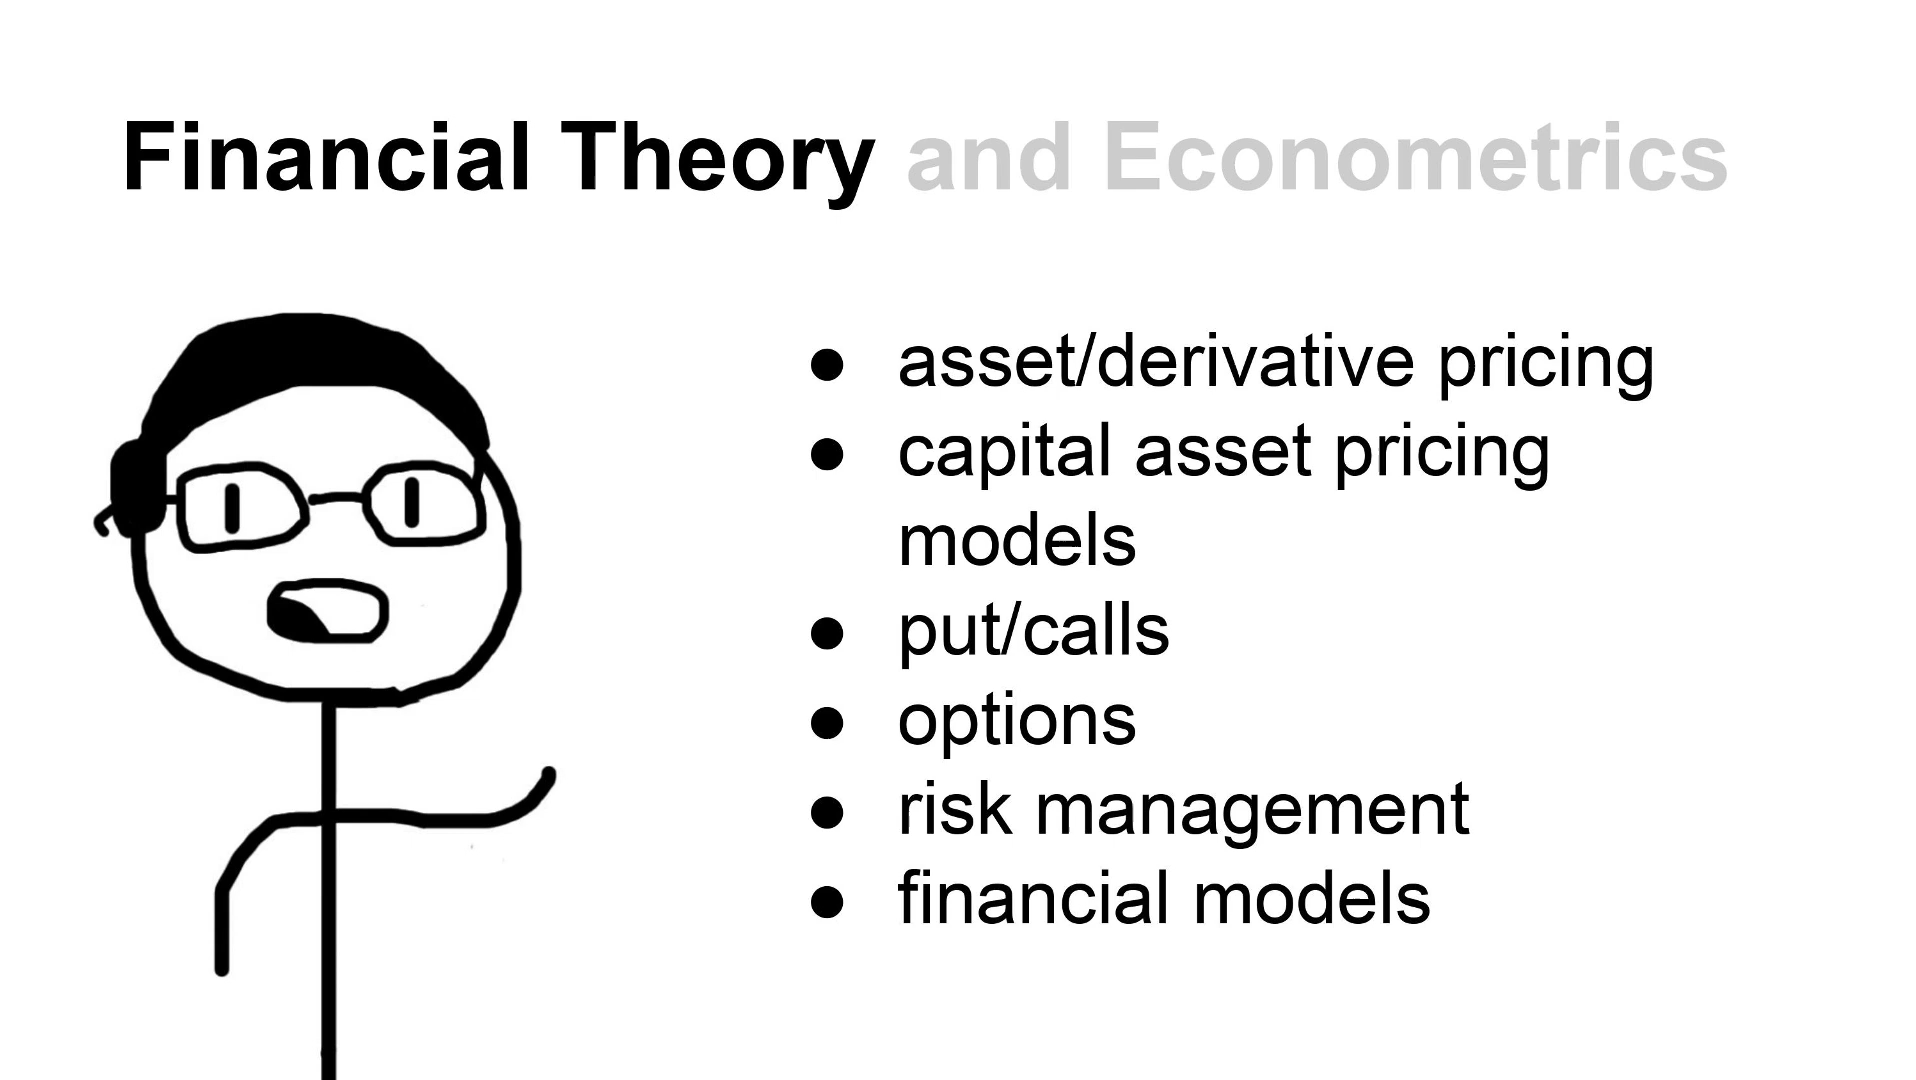 Financial Theory and Econometrics
● asset/derivative pricing
● capital asset pricing
models
● put/calls
● options
● risk management
● financial models